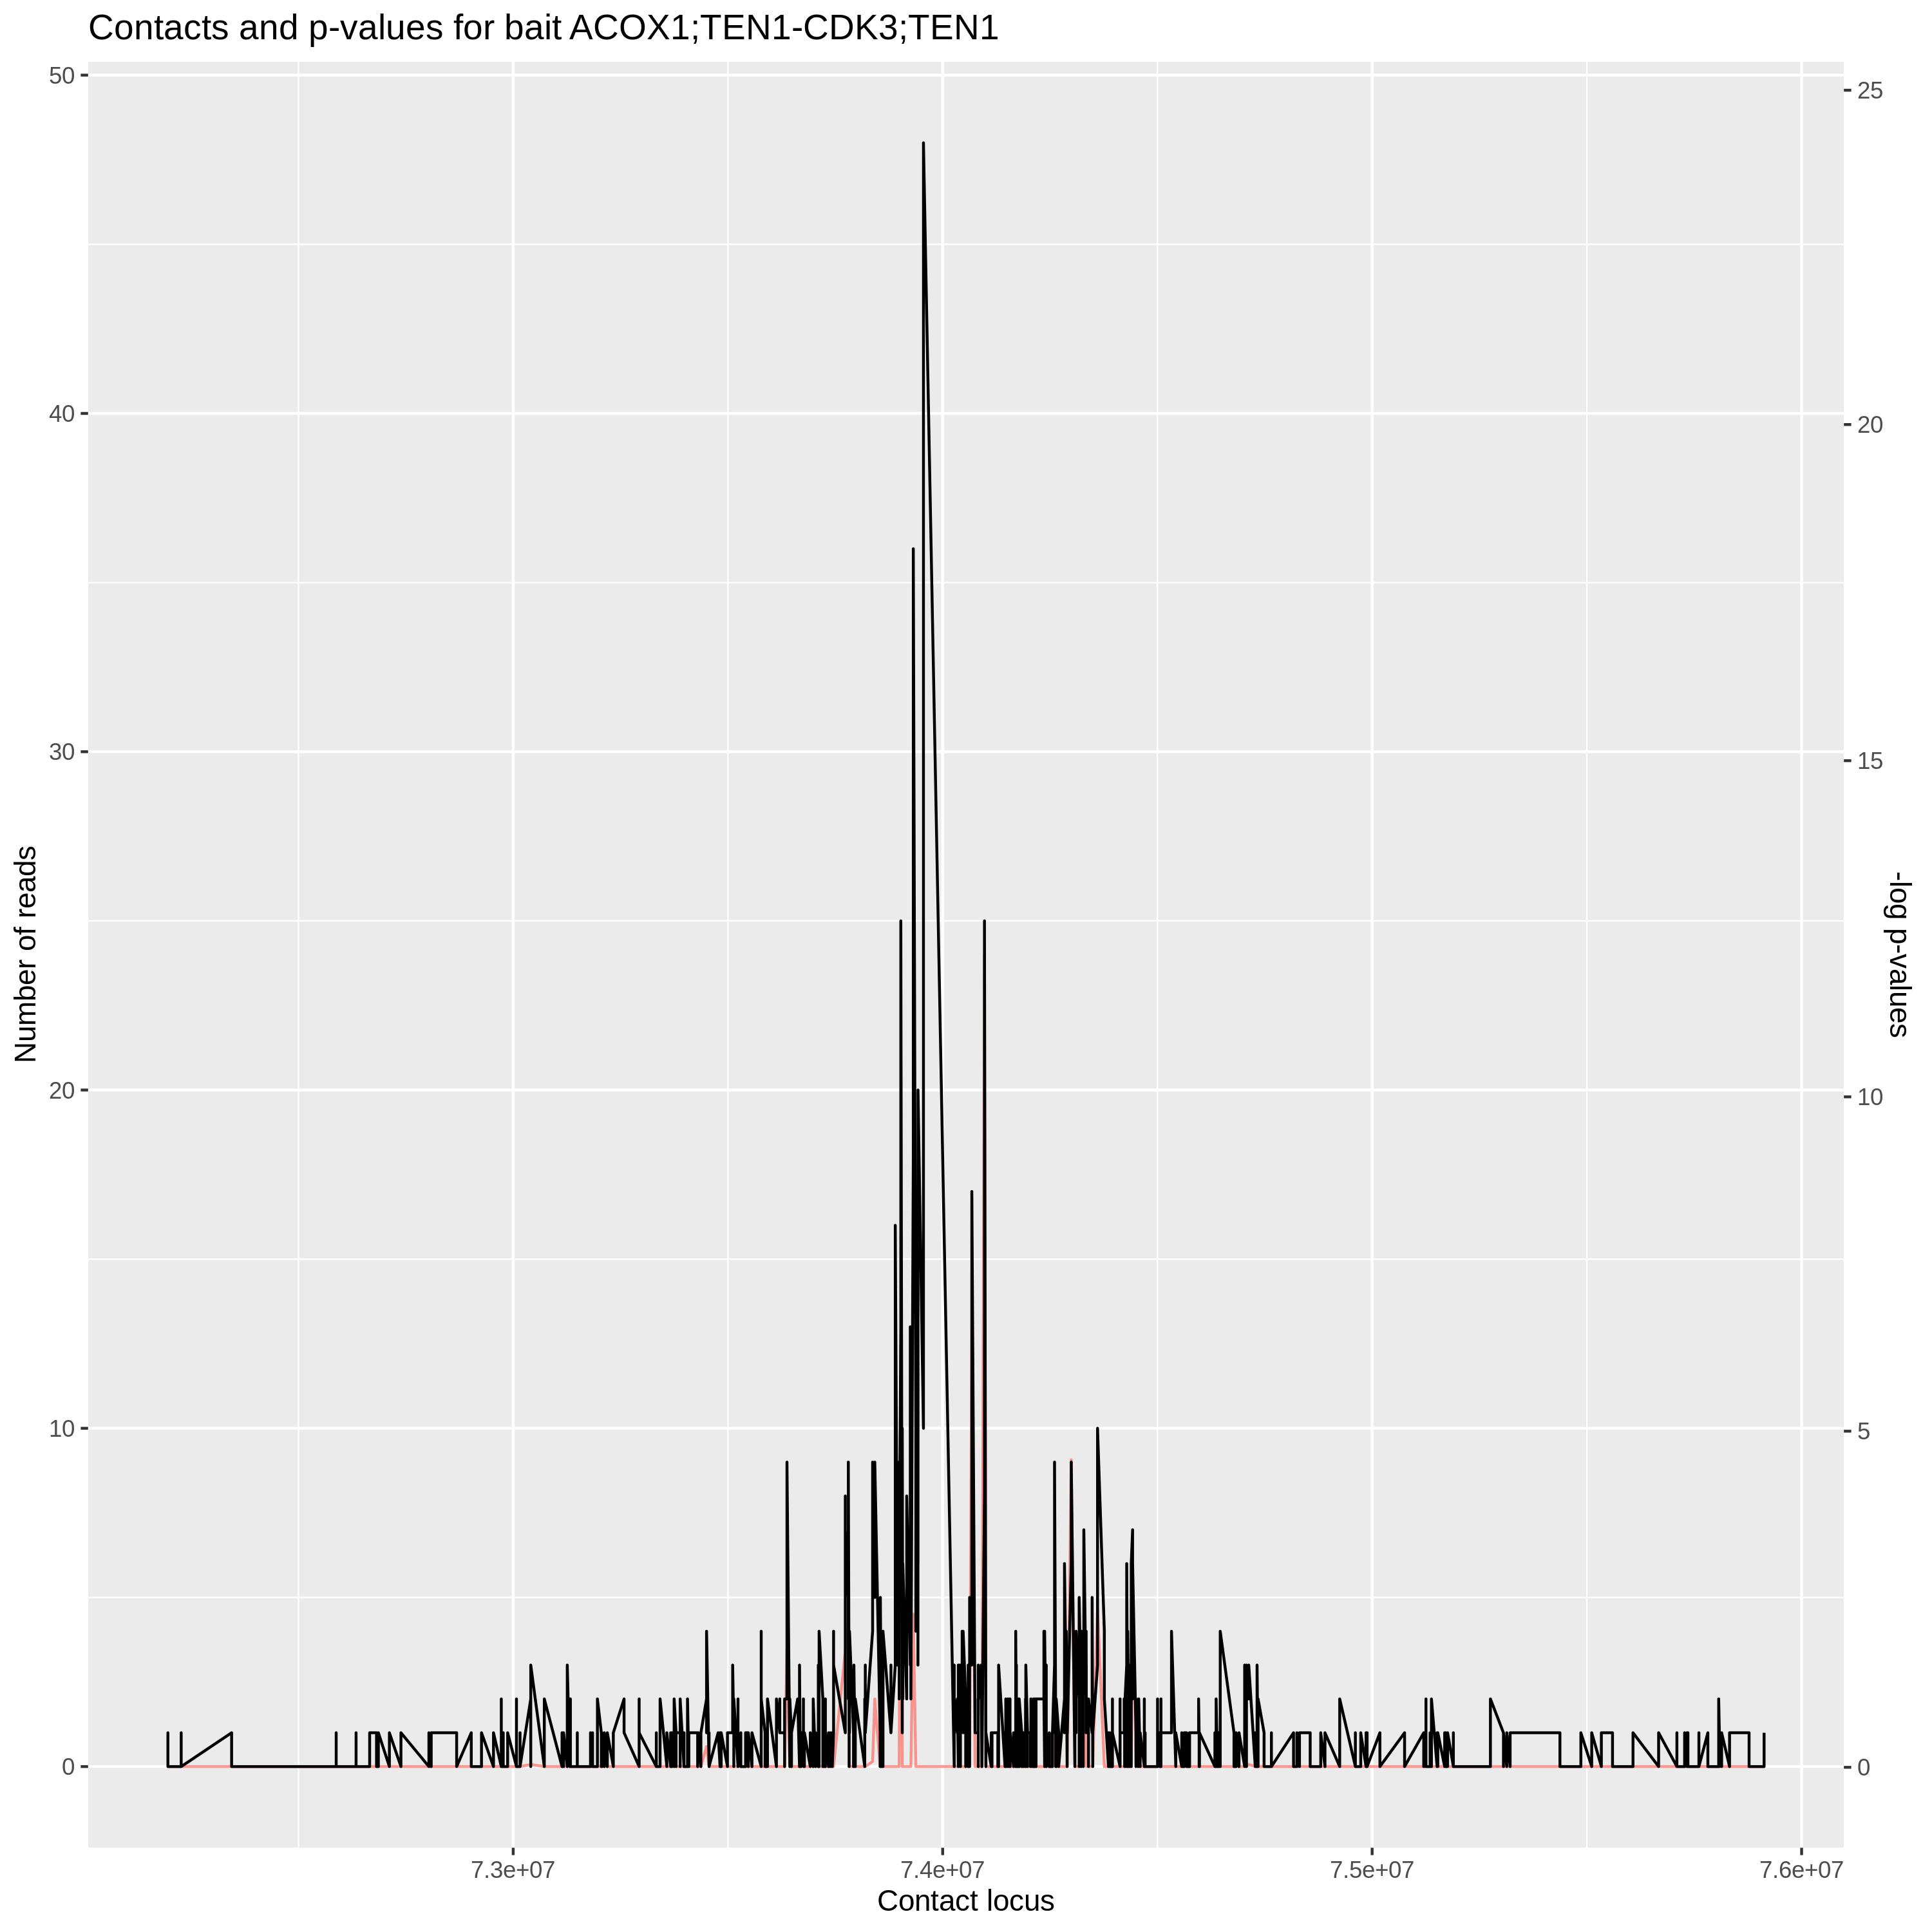 Contacts and p-values for bait ACOX1;TEN1-CDK3;TEN1
50
40
30
20
10
0
Number of reads
25
20
15
10
5
0
-log p-values
7.3e+07
7.4e+07
7.5e+07
7.6e+07
Contact locus